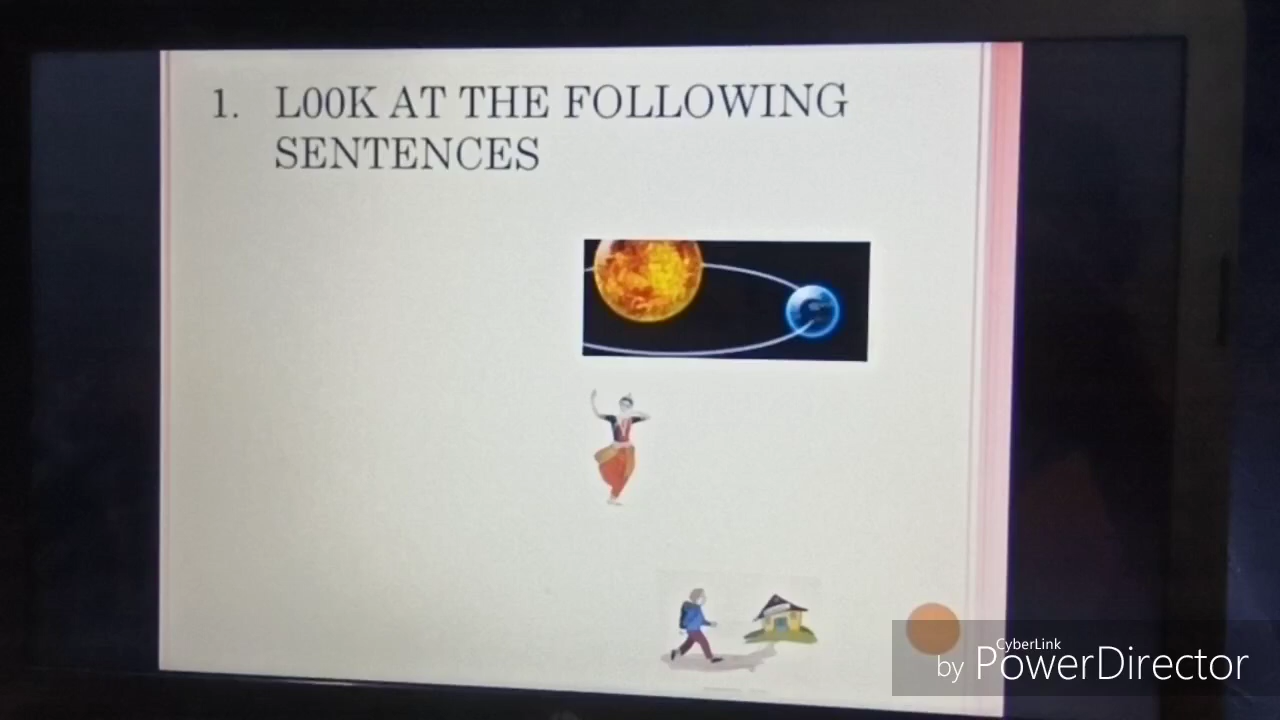 1. L00K AT THE FOLLOWING
SENTENCES
CyberLink
by PowerDirector